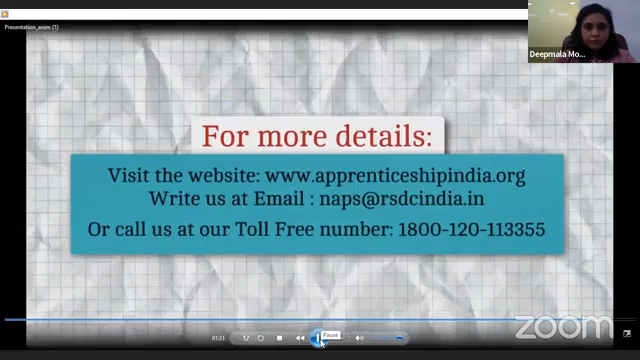 Presentation_anim (1)
Deepmala Mo...
For more details:
Visit the website: www.apprenticeshipindia.org
Write us at Email : naps@rsdcindia.in
Or call us at our Toll Free number: 1800-120-113355
01:21
Pause
zoom